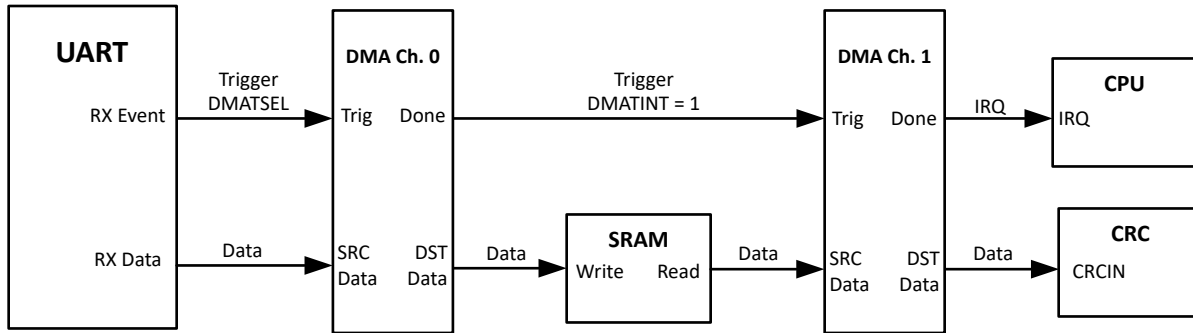 UART
RX Event
RX Data
Trigger
DMATSEL
Data
DMA Ch. 0
Trig Done
SRC DST
Data Data
Trigger
DMATINT = 1
Data
SRAM
Write Read
Data
DMA Ch. 1
Trig Done
SRC DST
Data Data
IRQ
Data
CPU
IRQ
CRC
CRCIN